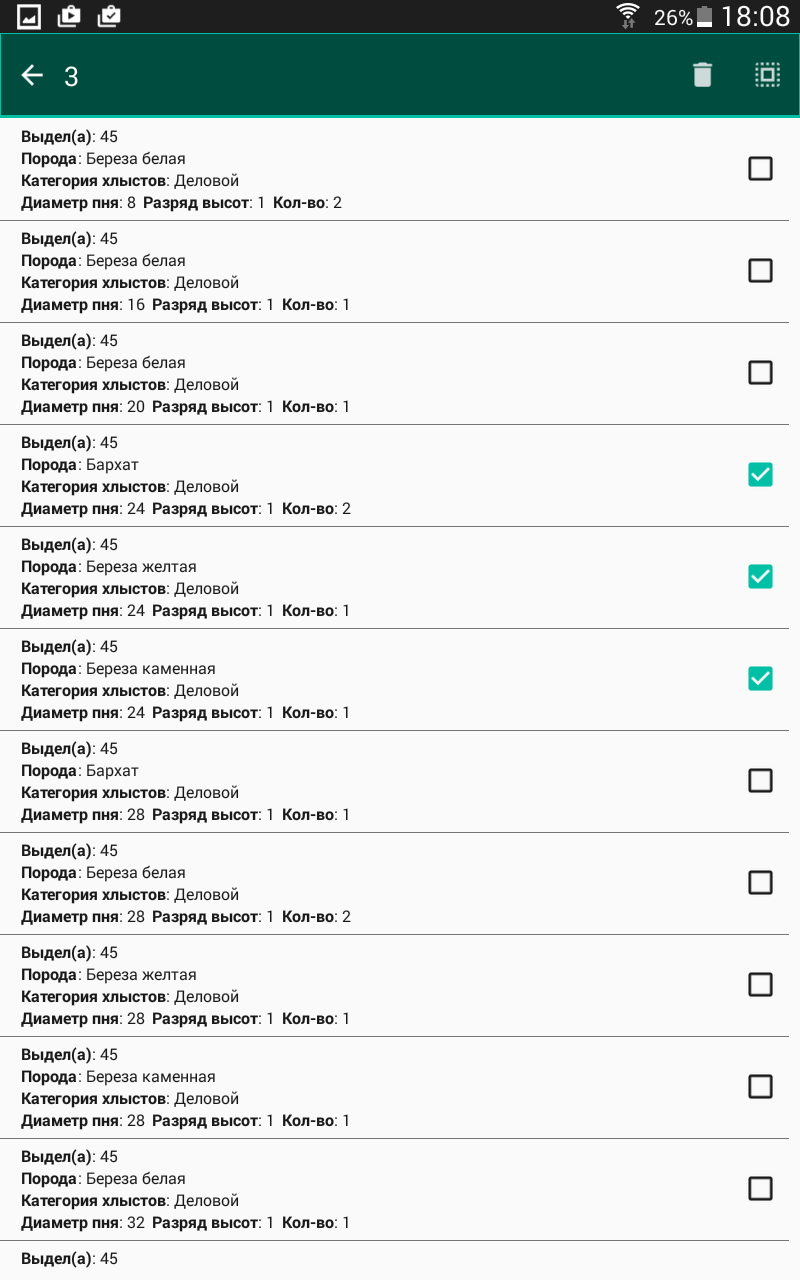 26% 18:08
3
Выдел(а): 45
Порода: Береза белая
Категория хлыстов: Деловой
Диаметр пня: 8 Разряд высот: 1 Кол-во: 2
Выдел(а): 45
Порода: Береза белая
Категория хлыстов: Деловой
Диаметр пня: 16 Разряд высот: 1 Кол-во: 1
Выдел(а): 45
Порода: Береза белая
Категория хлыстов: Деловой
Диаметр пня: 20 Разряд высот: 1 Кол-во: 1
Выдел(а): 45
Порода: Бархат
Категория хлыстов: Деловой
Диаметр пня: 24 Разряд высот: 1 Кол-во: 2
Выдел(а): 45
Порода: Береза желтая
Категория хлыстов: Деловой
Диаметр пня: 24 Разряд высот: 1 Кол-во: 1
Выдел(а): 45
Порода: Береза каменная
Категория хлыстов: Деловой
Диаметр пня: 24 Разряд высот: 1 Кол-во: 1
Выдел(а): 45
Порода: Бархат
Категория хлыстов: Деловой
Диаметр пня: 28 Разряд высот: 1 Кол-во: 1
Выдел(а): 45
Порода: Береза белая
Категория хлыстов: Деловой
Диаметр пня: 28 Разряд высот: 1 Кол-во: 2
Выдел(а): 45
Порода: Береза желтая
Категория хлыстов: Деловой
Диаметр пня: 28 Разряд высот: 1 Кол-во: 1
Выдел(а): 45
Порода: Береза каменная
Категория хлыстов: Деловой
Диаметр пня: 28 Разряд высот: 1 Кол-во: 1
Выдел(а): 45
Порода: Береза белая
Категория хлыстов: Деловой
Диаметр пня: 32 Разряд высот: 1 Кол-во: 1
Выдел(а): 45